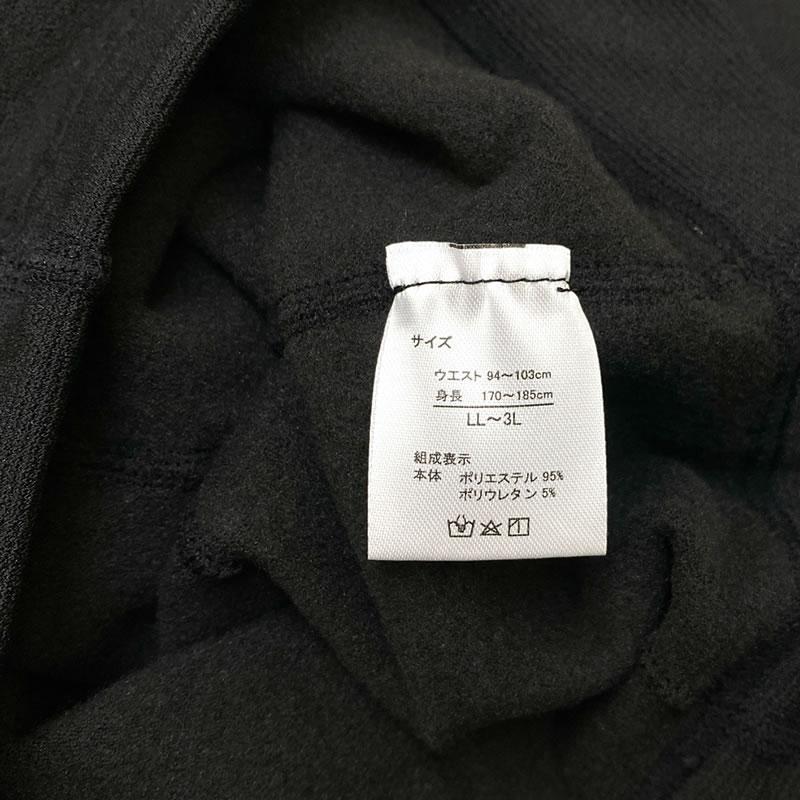 サイズ
ウエスト 94～103cm
身長 170～185cm
LL～3L
組成表示
本体 ポリエステル 95%
ポリウレタン 5%